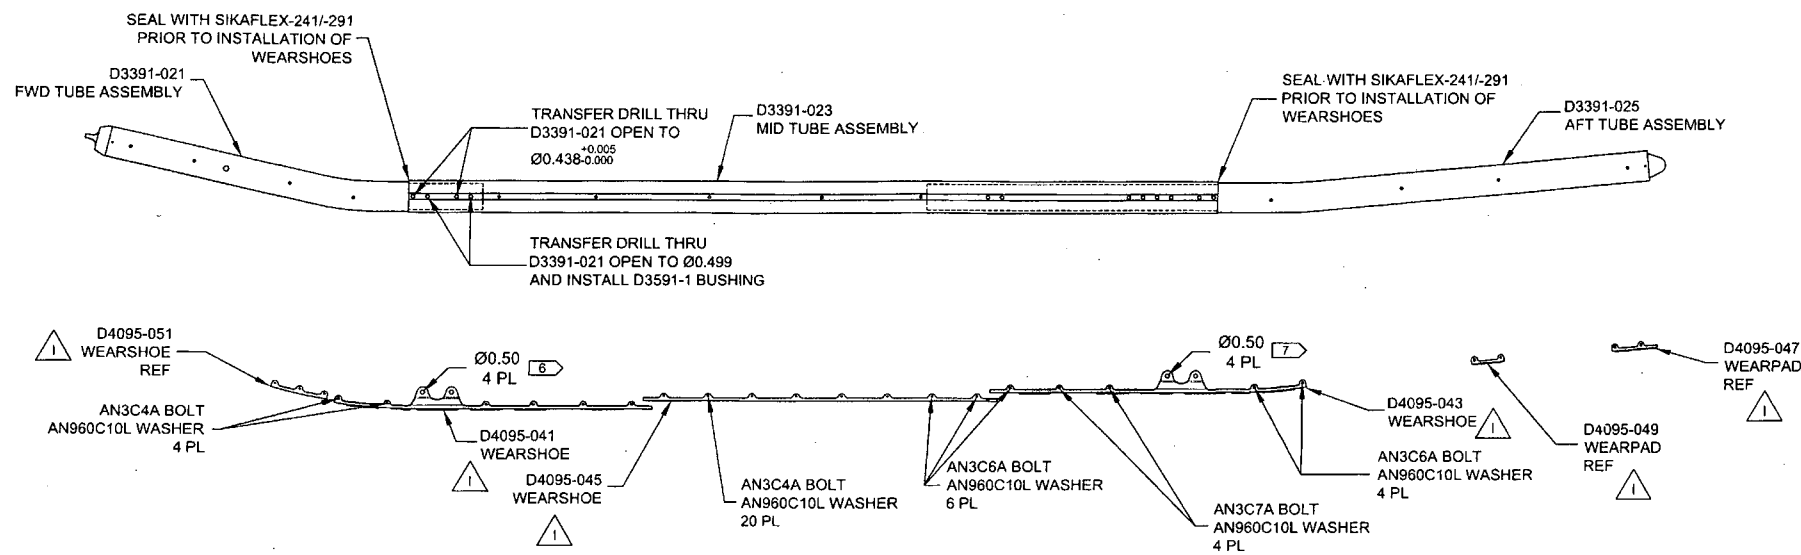 SEAL WITH SIKAFLEX-241/-291
PRIOR TO INSTALLATION OF
WEARSHOES
D3391-021
FWD TUBE ASSEMBLY
TRANSFER DRILL THRU
D3391-021 OPEN TO
Ø0.438+0.005-0.000
D3391-023
MID TUBE ASSEMBLY
SEAL WITH SIKAFLEX-241/-291
PRIOR TO INSTALLATION OF
WEARSHOES
D3391-025
AFT TUBE ASSEMBLY
TRANSFER DRILL THRU
D3391-021 OPEN TO Ø0.499
AND INSTALL D3591-1 BUSHING
D4095-051
WEARSHOE
REF
1
Ø0.50
4 PL
6
AN3C4A BOLT
AN960C10L WASHER
4 PL
D4095-041
WEARSHOE
1
D4095-045
WEARSHOE
1
AN3C4A BOLT
AN960C10L WASHER
20 PL
AN3C6A BOLT
AN960C10L WASHER
6 PL
Ø0.50
4 PL
7
AN3C7A BOLT
AN960C10L WASHER
4 PL
D4095-043
WEARSHOE
1
AN3C6A BOLT
AN960C10L WASHER
4 PL
D4095-049
WEARPAD
REF
1
D4095-047
WEARPAD
REF
1